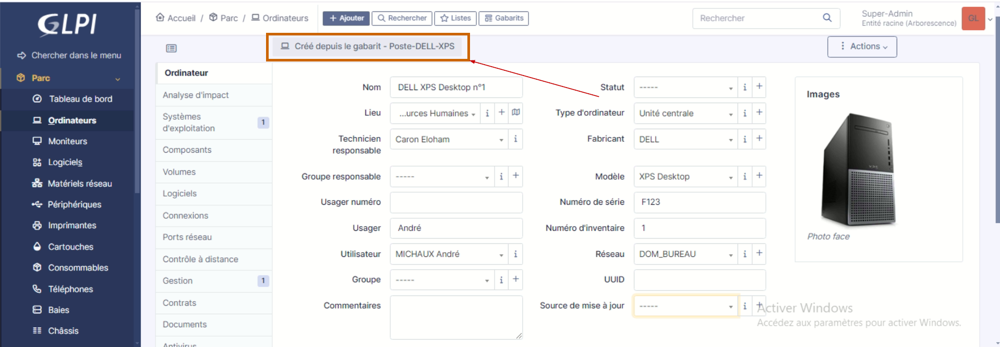 GLPI
Chercher dans le menu
Parc
Tableau de bord
Ordinateurs
Moniteurs
Logiciels
Matériels réseau
Périphériques
Imprimantes
Cartouches
Consommables
Téléphones
Baies
Châssis
Accueil / Parc / Ordinateurs
+ Ajouter
Rechercher
Listes
Gabarits
Rechercher
Super-Admin
Entité racine (Arborescence)
GL
Créé depuis le gabarit - Poste-DELL-XPS
Actions
Ordinateur
Analyse d'impact
Systèmes
d'exploitation 1
Composants
Volumes
Logiciels
Connexions
Ports réseau
Contrôle à distance
Gestion 1
Contrats
Documents
Antivirus
Nom DELL XPS Desktop n°1
Lieu ...urces Humaines i +
Technicien
responsable Caron Eloham i
Groupe responsable ----- i +
Usager numéro
Usager André
Utilisateur MICHAUX André i
Groupe ----- i +
Commentaires
Statut ----- i +
Type d'ordinateur Unité centrale i +
Fabricant DELL i +
Modèle XPS Desktop i +
Numéro de série F123
Numéro d'inventaire 1
Réseau DOM_BUREAU i +
UUID
Source de mise à jour ----- i +
Images
Photo face
Activer Windows
Accédez aux paramètres pour activer Windows.